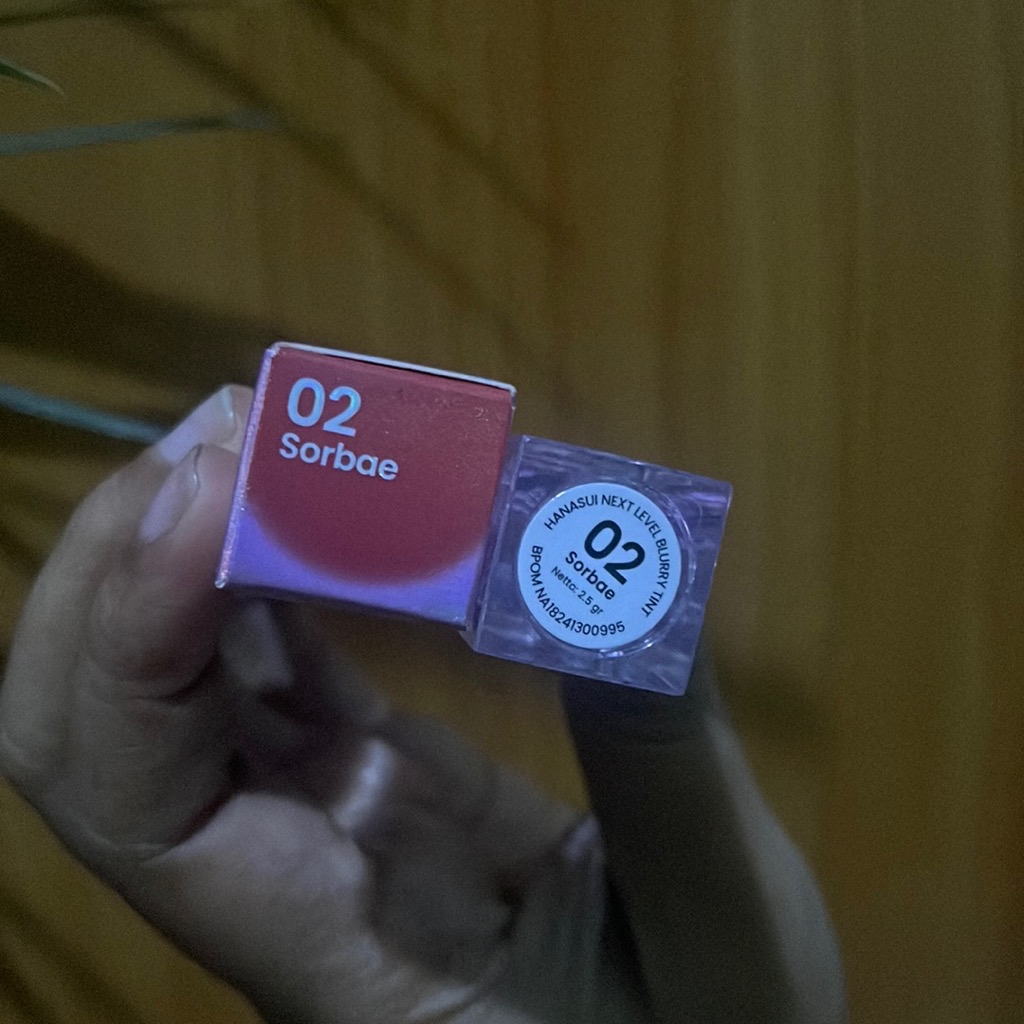 02
Sorbae
HANASUI NEXT LEVEL BLURRY TINT
02
Sorbae
Netto: 2.5 gr
BPOM NA18241300995